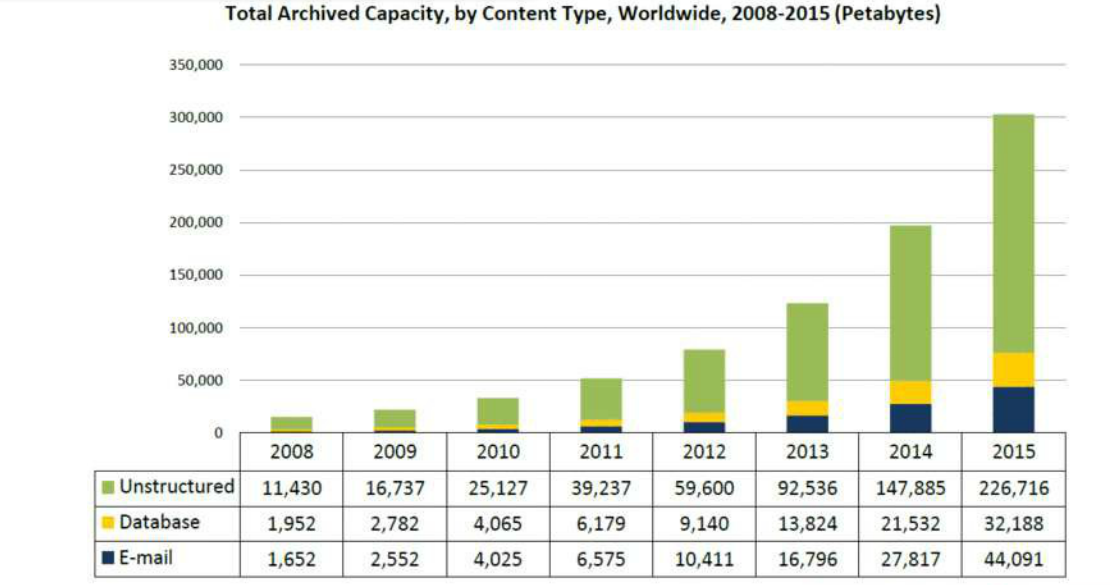 Total Archived Capacity, by Content Type, Worldwide, 2008-2015 (Petabytes)
350,000
300,000
250,000
200,000
150,000
100,000
50,000
0
2008 2009 2010 2011 2012 2013 2014 2015
Unstructured 11,430 16,737 25,127 39,237 59,600 92,536 147,885 226,716
Database 1,952 2,782 4,065 6,179 9,140 13,824 21,532 32,188
E-mail 1,652 2,552 4,025 6,575 10,411 16,796 27,817 44,091